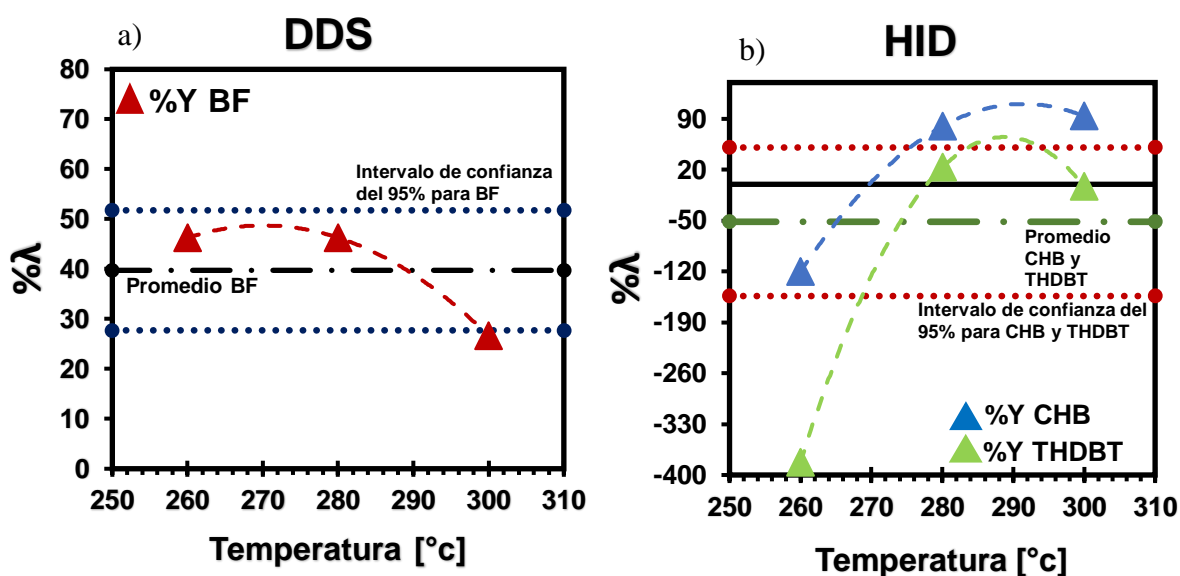 a)
DDS
%Y BF
Intervalo de confianza
del 95% para BF
Promedio BF
80
70
60
50
40
30
20
10
0
%λ
250 260 270 280 290 300 310
Temperatura [°c]
b)
HID
90
20
-50
-120
-190
-260
-330
-400
%λ
Promedio
CHB y
THDBT
Intervalo de confianza del
95% para CHB y THDBT
%Y CHB
%Y THDBT
250 260 270 280 290 300 310
Temperatura [°c]